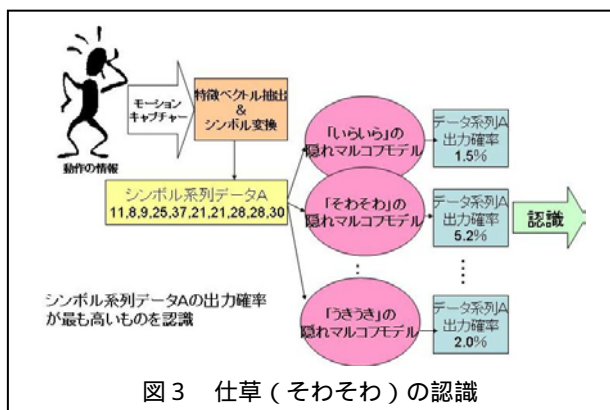 モーション
キャプチャー
動作の情報
特徴ベクトル抽出
&
シンボル変換
シンボル系列データA
11,8,9,25,37,21,21,28,28,30
「いらいら」の
隠れマルコフモデル
データ系列A
出力確率
1.5%
「そわそわ」の
隠れマルコフモデル
データ系列A
出力確率
5.2%
認識
「うきうき」の
隠れマルコフモデル
データ系列A
出力確率
2.0%
シンボル系列データAの出力確率
が最も高いものを認識
図3 仕草(そわそわ)の認識